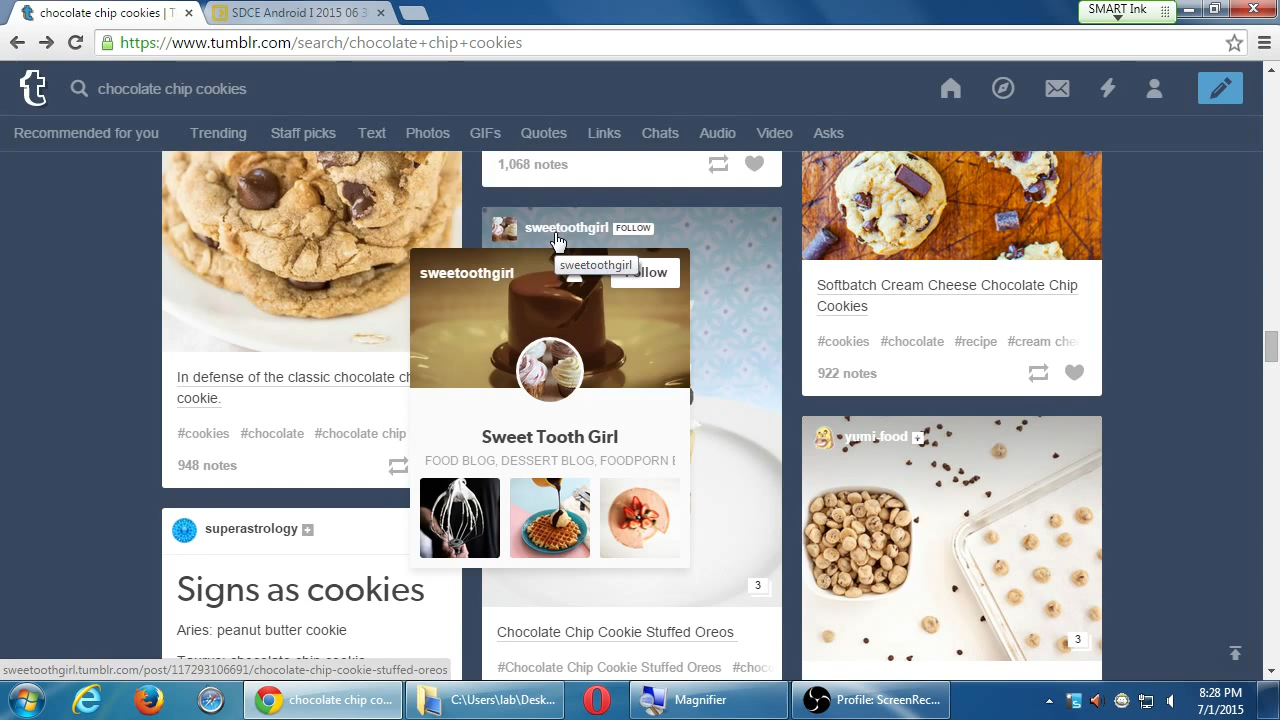 chocolate chip cookies | T
SDCE Android I 2015 06 3
SMART Ink
https://www.tumblr.com/search/chocolate+chip+cookies
t
chocolate chip cookies
Recommended for you Trending Staff picks Text Photos GIFs Quotes Links Chats Audio Video Asks
1,068 notes
sweetoothgirl FOLLOW
sweetoothgirl
sweetoothgirl
Follow
Sweet Tooth Girl
FOOD BLOG, DESSERT BLOG, FOODPORN
In defense of the classic chocolate ch
cookie.
#cookies #chocolate #chocolate chip
948 notes
superastrology
Signs as cookies
Aries: peanut butter cookie
3
Chocolate Chip Cookie Stuffed Oreos
#Chocolate Chip Cookie Stuffed Oreos #choco
Softbatch Cream Cheese Chocolate Chip
Cookies
#cookies #chocolate #recipe #cream chee
922 notes
yumi-food
3
sweetoothgirl.tumblr.com/post/117293106691/chocolate-chip-cookie-stuffed-oreos
chocolate chip co...
C:\Users\lab\Desk...
Magnifier
Profile: ScreenRec...
8:28 PM
7/1/2015